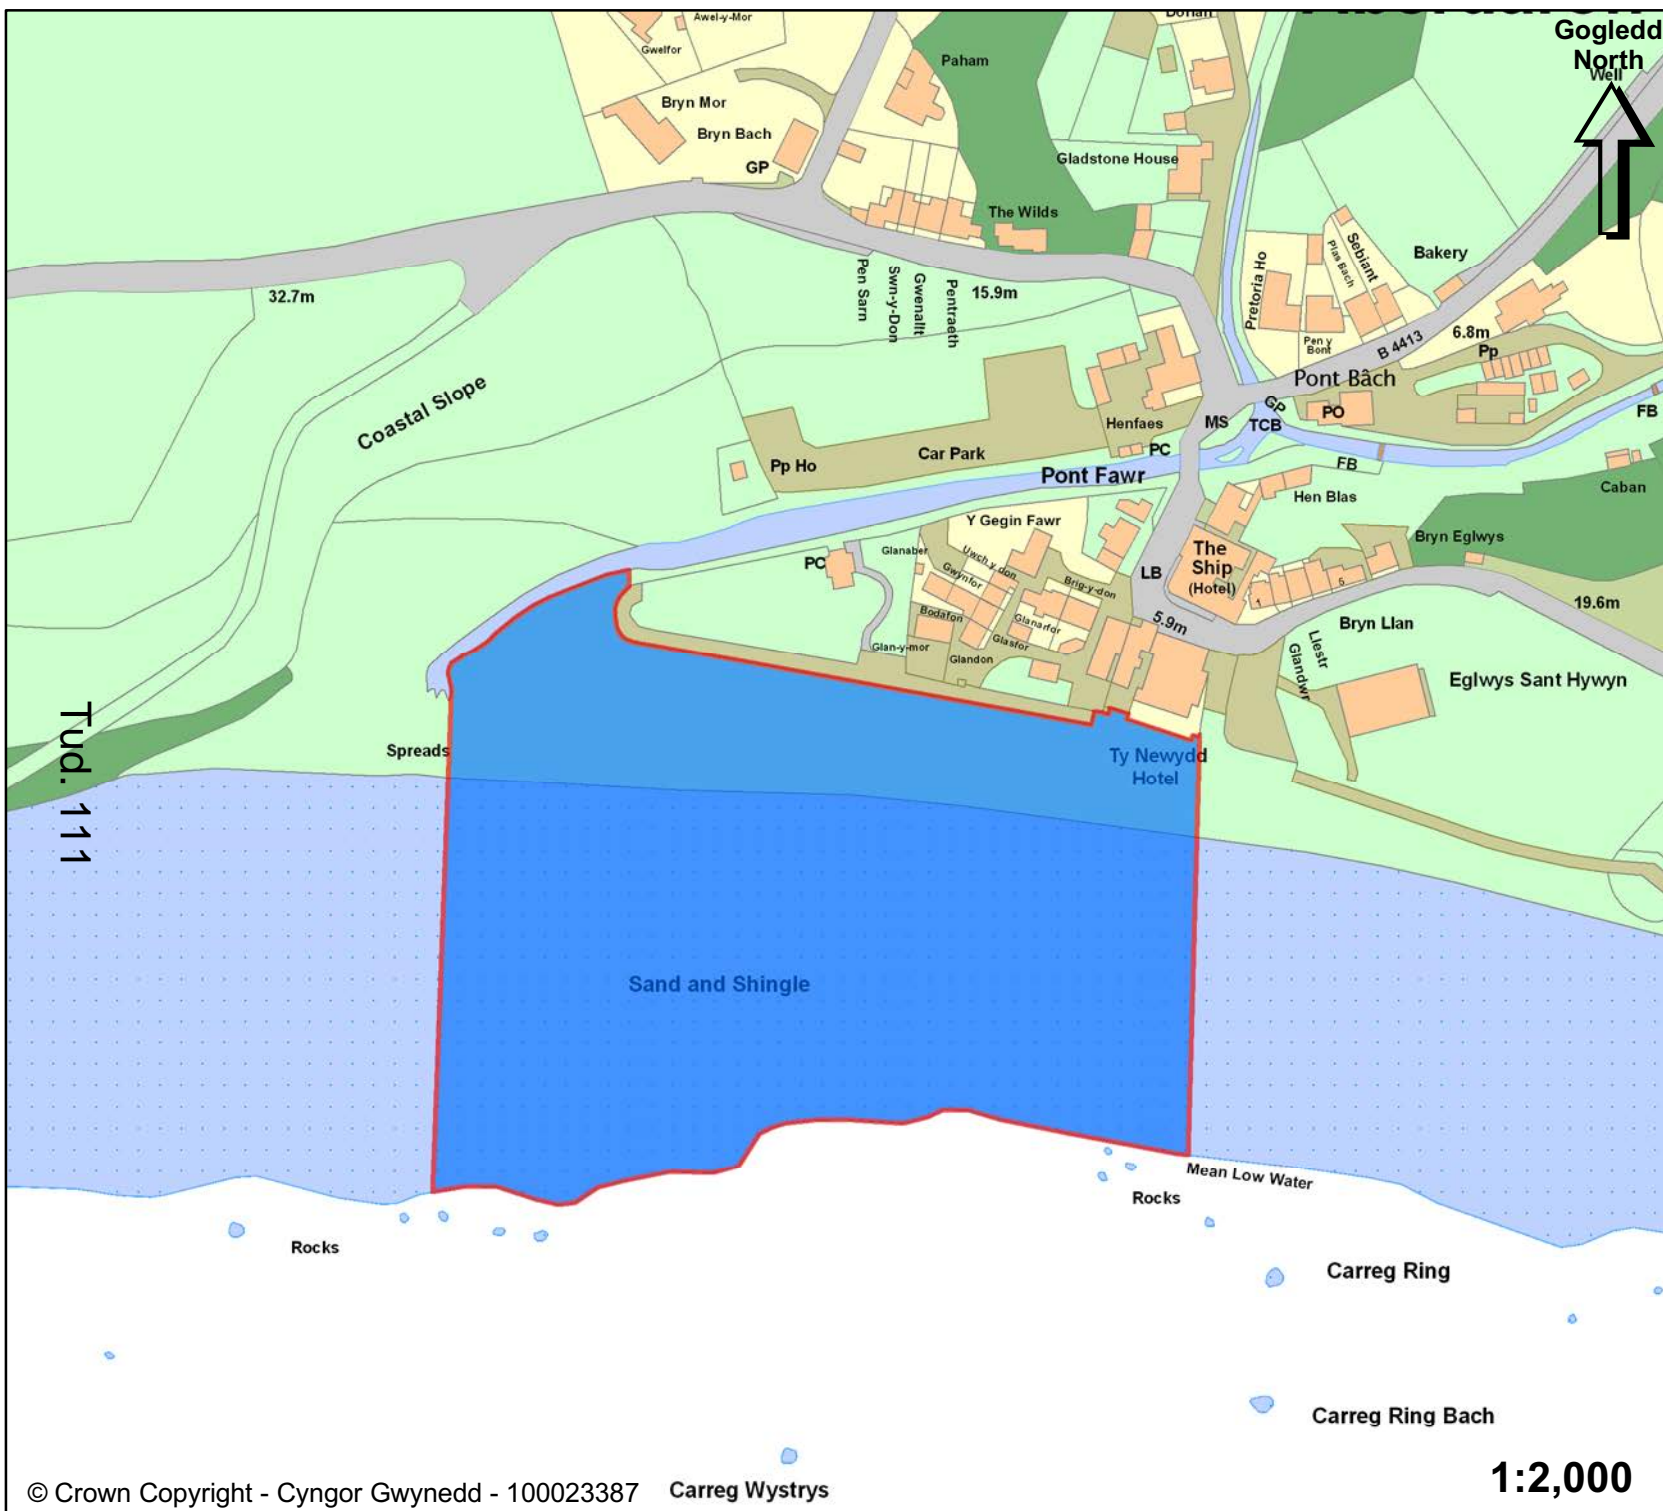 Awel-y-Mor
Gwelfor
Gogledd
North
Well
Paham
Bryn Mor
Bryn Bach
GP
Gladstone House
The Wilds
Bakery
Sebiant
Plas Bach
Pretoria Ho
32.7m
Pen Sarn
Swn-y-Don
Gwenallt
Pentraeth
15.9m
Pen y
Bont
B 4413
6.8m
Pp
Pont Bâch
Coastal Slope
GP
PO
FB
Henfaes
MS
TCB
Car Park
PC
Pp Ho
Pont Fawr
FB
Caban
Hen Blas
Y Gegin Fawr
Bryn Eglwys
Glanaber
Uwch y don
The
Ship
(Hotel)
PC
Gwynfor
LB
Brig-y-don
5
1
19.6m
Bodafon
Glanarfor
5.9m
Bryn Llan
Glasfor
Glan-y-mor
Glandon
Llestr
Glandwr
Eglwys Sant Hywyn
Tud. 111
Spreads
Ty Newydd
Hotel
Sand and Shingle
Mean Low Water
Rocks
Rocks
Carreg Ring
Carreg Ring Bach
1:2,000
© Crown Copyright - Cyngor Gwynedd - 100023387
Carreg Wystrys